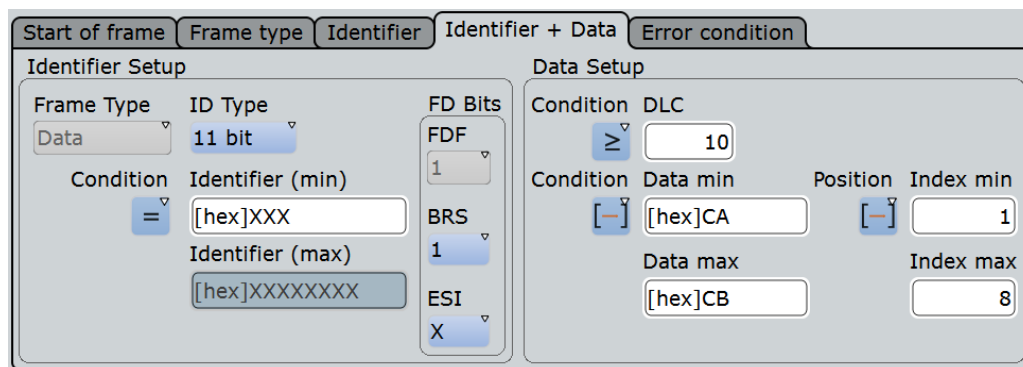 Start of frame Frame type Identifier Identifier + Data Error condition
Identifier Setup
Frame Type ID Type
Data 11 bit
Condition Identifier (min)
= [hex]XXX
Identifier (max)
[hex]XXXXXXXX
FD Bits
FDF
1
BRS
1
ESI
X
Data Setup
Condition DLC
≥ 10
Condition Data min Position Index min
[–] [hex]CA [–] 1
Data max Index max
[hex]CB 8